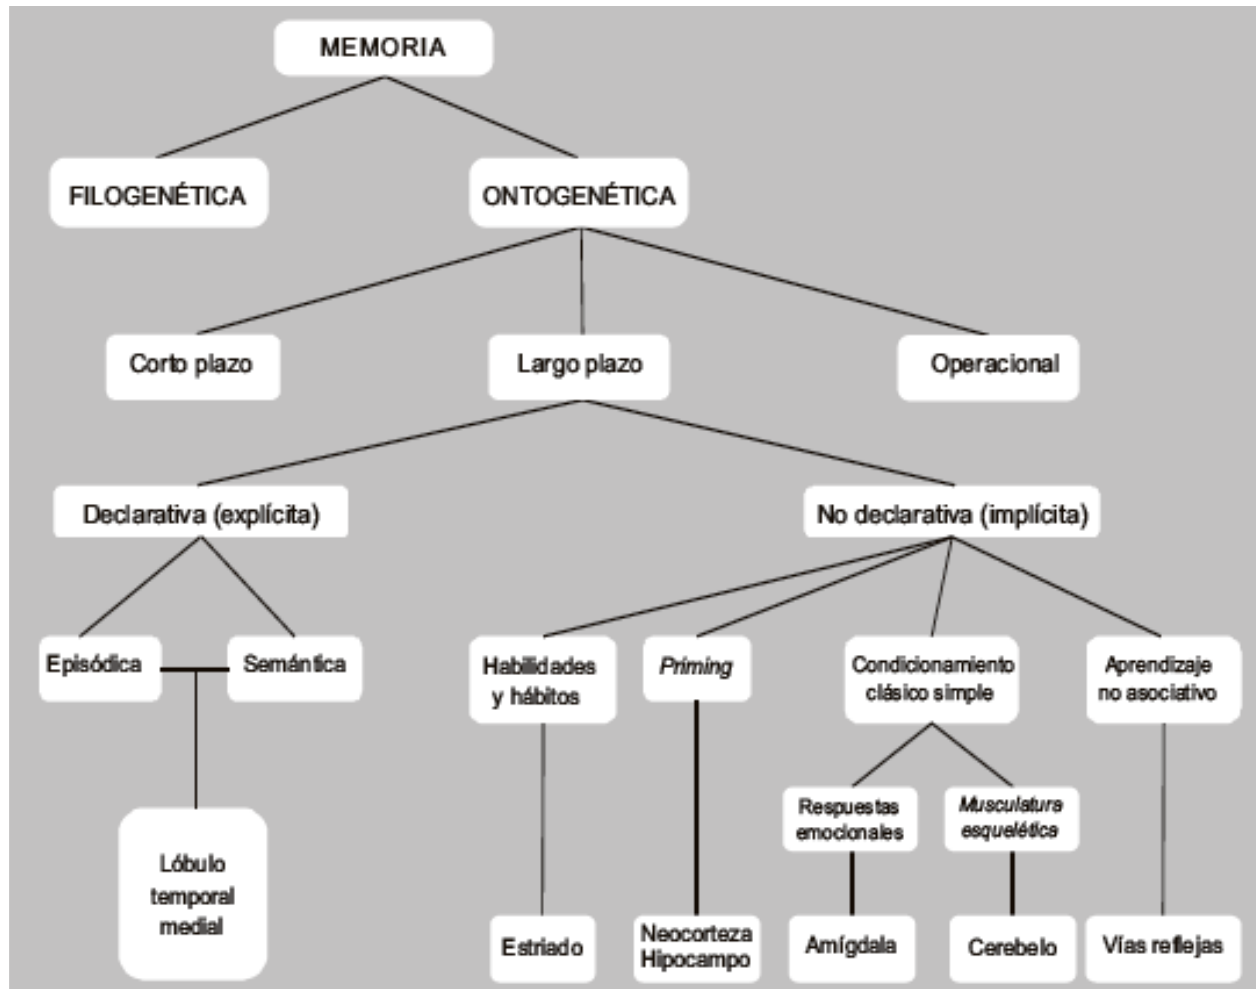 MEMORIA
FILOGENÉTICA
ONTOGENÉTICA
Corto plazo
Largo plazo
Operacional
Declarativa (explícita)
No declarativa (implícita)
Episódica
Semántica
Habilidades
y hábitos
Priming
Condicionamiento
clásico simple
Aprendizaje
no asociativo
Respuestas
emocionales
Musculatura
esquelética
Lóbulo
temporal
medial
Estriado
Neocorteza
Hipocampo
Amígdala
Cerebelo
Vías reflejas